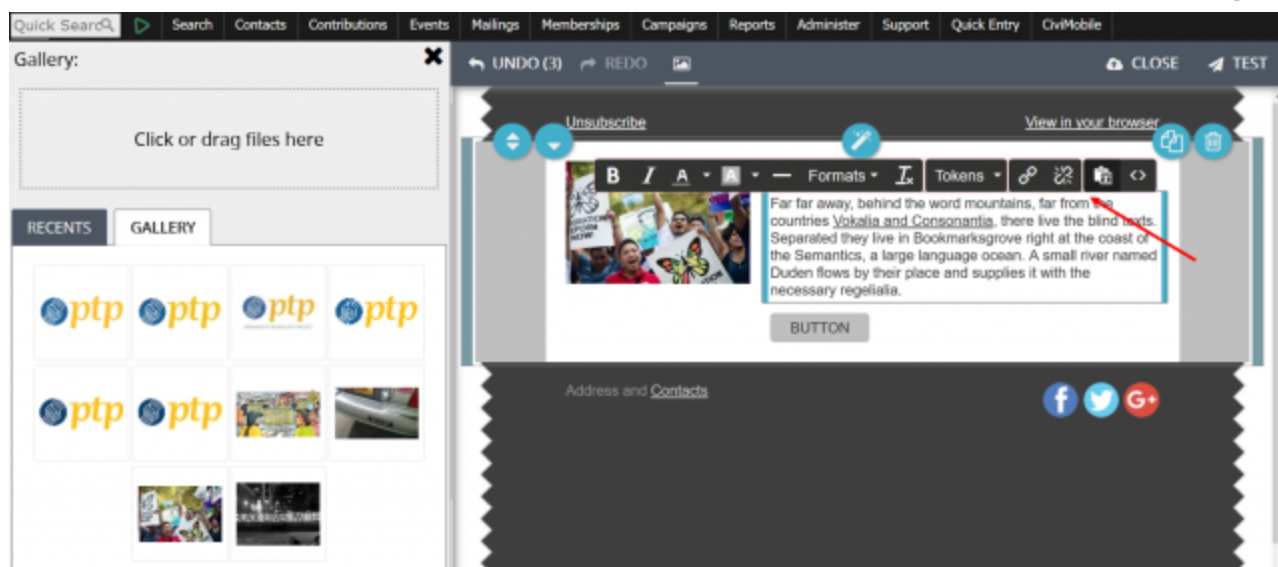 Quick Searc
Search Contacts Contributions Events Mailings Memberships Campaigns Reports Administer Support Quick Entry CiviMobile
Gallery:
UNDO (3) REDO
CLOSE TEST
Click or drag files here
RECENTS GALLERY
ptp ptp ptp ptp
ptp ptp
Unsubscribe
View in your browser
B I A A Formats Tx Tokens
Far far away, behind the word mountains, far from the
countries Vokalia and Consonantia, there live the blind texts.
Separated they live in Bookmarksgrove right at the coast of
the Semantics, a large language ocean. A small river named
Duden flows by their place and supplies it with the
necessary regelialia.
BUTTON
Address and Contacts
f G+